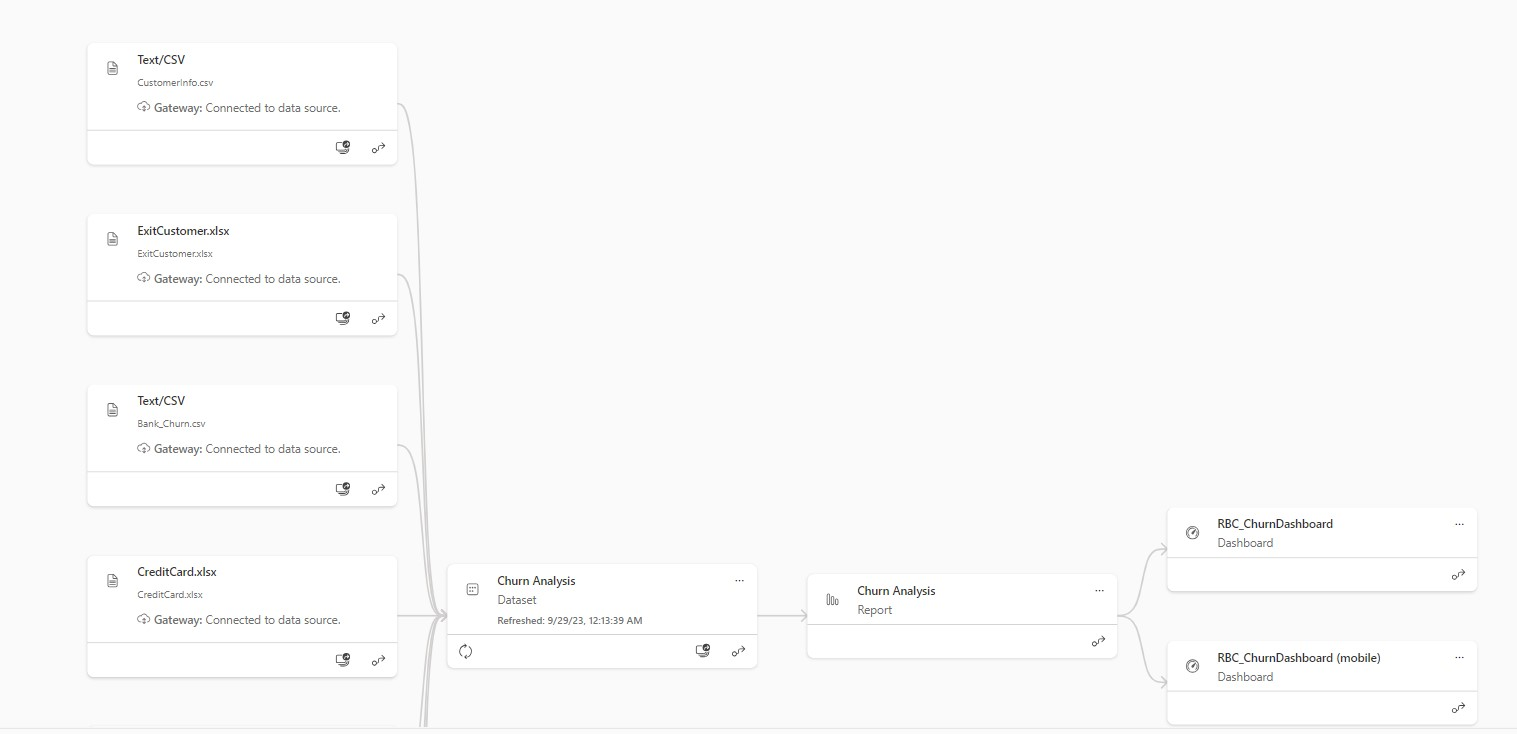 Text/CSV
CustomerInfo.csv
Gateway: Connected to data source.
ExitCustomer.xlsx
ExitCustomer.xlsx
Gateway: Connected to data source.
Text/CSV
Bank_Churn.csv
Gateway: Connected to data source.
CreditCard.xlsx
CreditCard.xlsx
Gateway: Connected to data source.
Churn Analysis
Dataset
Refreshed: 9/29/23, 12:13:39 AM
Churn Analysis
Report
RBC_ChurnDashboard
Dashboard
RBC_ChurnDashboard (mobile)
Dashboard